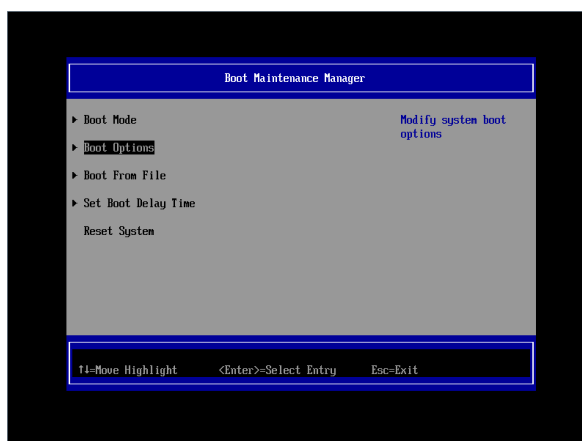 Boot Maintenance Manager
▶ Boot Mode
Modify system boot
options
▶ Boot Options
▶ Boot From File
▶ Set Boot Delay Time
Reset System
↑↓=Move Highlight <Enter>=Select Entry Esc=Exit